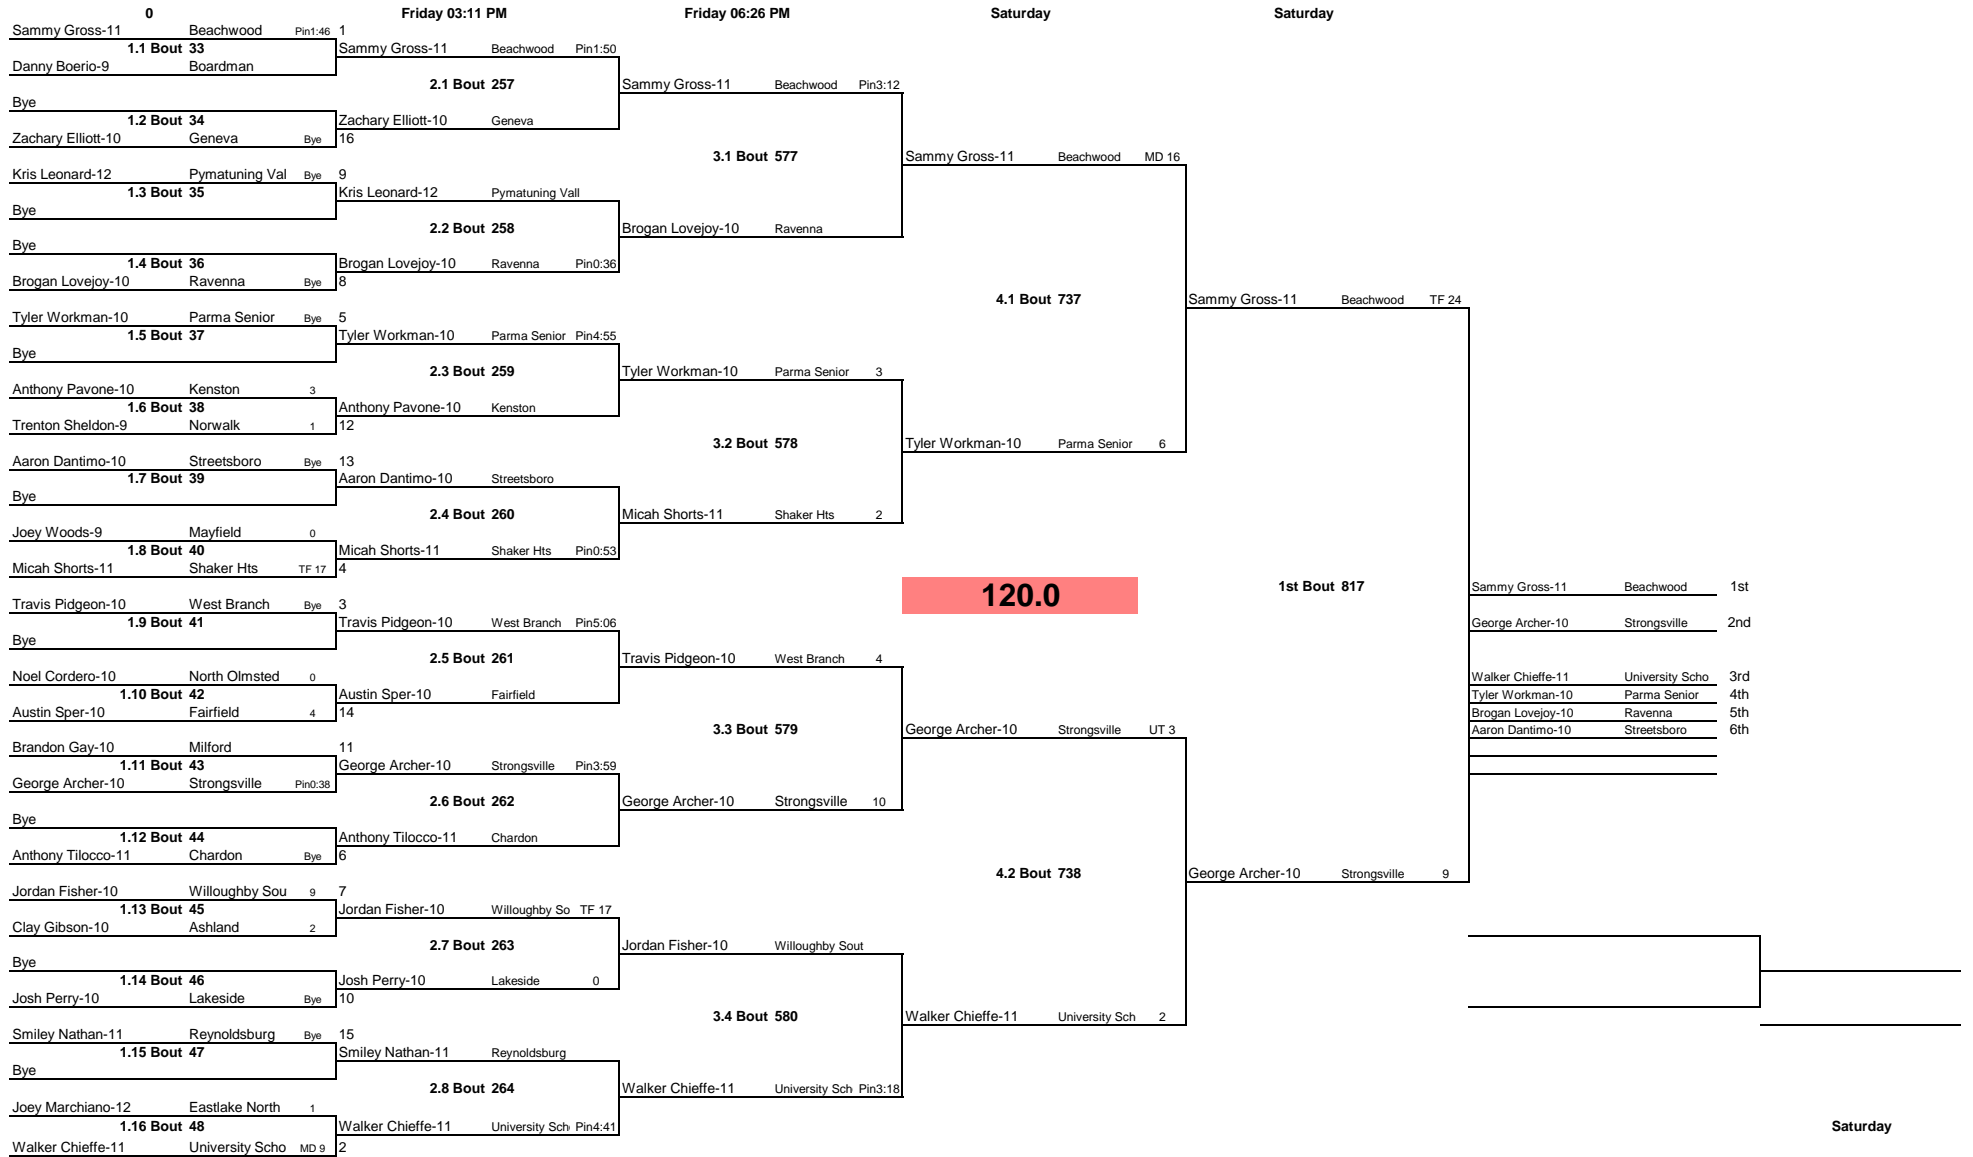 0 Friday 03:11 PM Friday 06:26 PM Saturday Saturday
Sammy Gross-11 Beachwood Pin1:46 1
1.1 Bout 33 Sammy Gross-11 Beachwood Pin1:50
Danny Boerio-9 Boardman
2.1 Bout 257 Sammy Gross-11 Beachwood Pin3:12
Bye
1.2 Bout 34 Zachary Elliott-10 Geneva
Zachary Elliott-10 Geneva Bye 16
3.1 Bout 577 Sammy Gross-11 Beachwood MD 16
Kris Leonard-12 Pymatuning Val Bye 9
1.3 Bout 35 Kris Leonard-12 Pymatuning Vall
Bye
2.2 Bout 258 Brogan Lovejoy-10 Ravenna
Bye
1.4 Bout 36 Brogan Lovejoy-10 Ravenna Pin0:36
Brogan Lovejoy-10 Ravenna Bye 8
4.1 Bout 737 Sammy Gross-11 Beachwood TF 24
Tyler Workman-10 Parma Senior Bye 5
1.5 Bout 37 Tyler Workman-10 Parma Senior Pin4:55
Bye
2.3 Bout 259 Tyler Workman-10 Parma Senior 3
Anthony Pavone-10 Kenston 3
1.6 Bout 38 Anthony Pavone-10 Kenston
Trenton Sheldon-9 Norwalk 1 12
3.2 Bout 578 Tyler Workman-10 Parma Senior 6
Aaron Dantimo-10 Streetsboro Bye 13
1.7 Bout 39 Aaron Dantimo-10 Streetsboro
Bye
2.4 Bout 260 Micah Shorts-11 Shaker Hts 2
Joey Woods-9 Mayfield 0
1.8 Bout 40 Micah Shorts-11 Shaker Hts Pin0:53
Micah Shorts-11 Shaker Hts TF 17 4
120.0 1st Bout 817 Sammy Gross-11 Beachwood 1st
Travis Pidgeon-10 West Branch Bye 3
1.9 Bout 41 Travis Pidgeon-10 West Branch Pin5:06 George Archer-10 Strongsville 2nd
Bye
2.5 Bout 261 Travis Pidgeon-10 West Branch 4
Noel Cordero-10 North Olmsted 0 Walker Chieffe-11 University Scho 3rd
1.10 Bout 42 Austin Sper-10 Fairfield Tyler Workman-10 Parma Senior 4th
Austin Sper-10 Fairfield 4 14 Brogan Lovejoy-10 Ravenna 5th
3.3 Bout 579 George Archer-10 Strongsville UT 3 Aaron Dantimo-10 Streetsboro 6th
Brandon Gay-10 Milford 11
1.11 Bout 43 George Archer-10 Strongsville Pin3:59
George Archer-10 Strongsville Pin0:38
2.6 Bout 262 George Archer-10 Strongsville 10
Bye
1.12 Bout 44 Anthony Tilocco-11 Chardon
Anthony Tilocco-11 Chardon Bye 6
4.2 Bout 738 George Archer-10 Strongsville 9
Jordan Fisher-10 Willoughby Sou 9 7
1.13 Bout 45 Jordan Fisher-10 Willoughby So TF 17
Clay Gibson-10 Ashland 2
2.7 Bout 263 Jordan Fisher-10 Willoughby Sout
Bye
1.14 Bout 46 Josh Perry-10 Lakeside 0
Josh Perry-10 Lakeside Bye 10
3.4 Bout 580 Walker Chieffe-11 University Sch 2
Smiley Nathan-11 Reynoldsburg Bye 15
1.15 Bout 47 Smiley Nathan-11 Reynoldsburg
Bye
2.8 Bout 264 Walker Chieffe-11 University Sch Pin3:18
Joey Marchiano-12 Eastlake North 1
1.16 Bout 48 Walker Chieffe-11 University Sch Pin4:41 Saturday
Walker Chieffe-11 University Scho MD 9 2